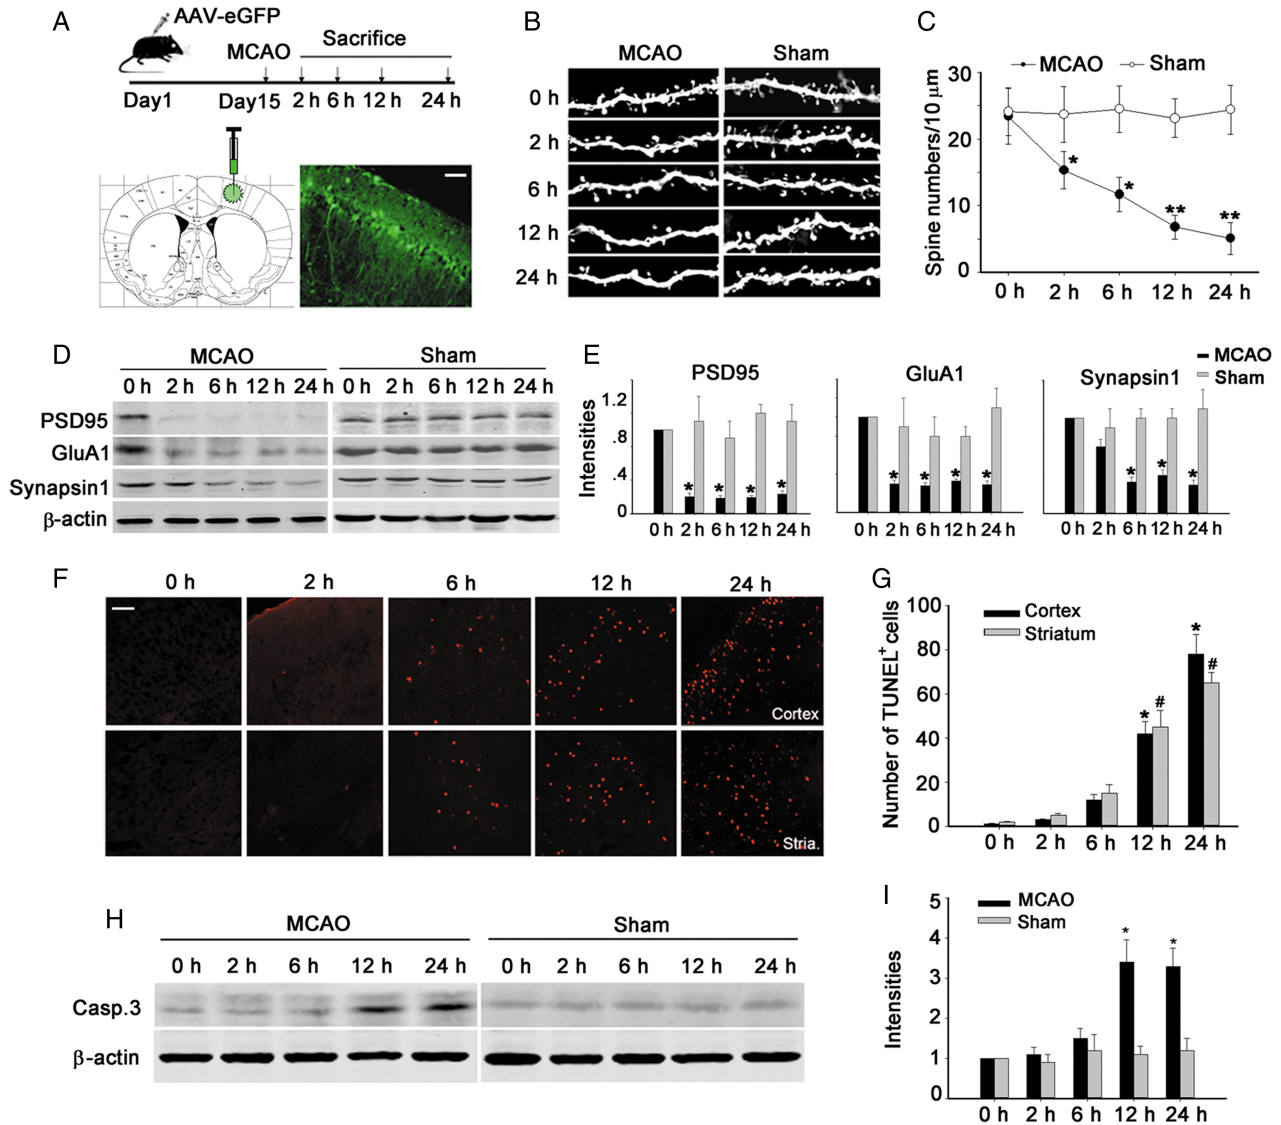 A
AAV-eGFP
MCAO
Sacrifice
Day1
Day15
2 h
6 h
12 h
24 h
B
MCAO
Sham
0 h
2 h
6 h
12 h
24 h
C
MCAO
Sham
Spine numbers/10 μm
30
20
10
0
*
*
**
**
0 h
2 h
6 h
12 h
24 h
D
MCAO
Sham
0 h 2 h 6 h 12 h 24 h
0 h 2 h 6 h 12 h 24 h
PSD95
GluA1
Synapsin1
β-actin
E
MCAO
Sham
PSD95
GluA1
Synapsin1
Intensities
1.2
.8
.4
0
* * * *
* * * *
* * *
0 h 2 h 6 h 12 h 24 h
0 h 2 h 6 h 12 h 24 h
0 h 2 h 6 h 12 h 24 h
F
0 h
2 h
6 h
12 h
24 h
Cortex
Stria.
G
Cortex
Striatum
Number of TUNEL+ cells
100
80
60
40
20
0
*
#
*
#
0 h 2 h 6 h 12 h 24 h
H
MCAO
Sham
0 h 2 h 6 h 12 h 24 h
0 h 2 h 6 h 12 h 24 h
Casp.3
β-actin
I
MCAO
Sham
Intensities
5
4
3
2
1
0
*
*
0 h 2 h 6 h 12 h 24 h